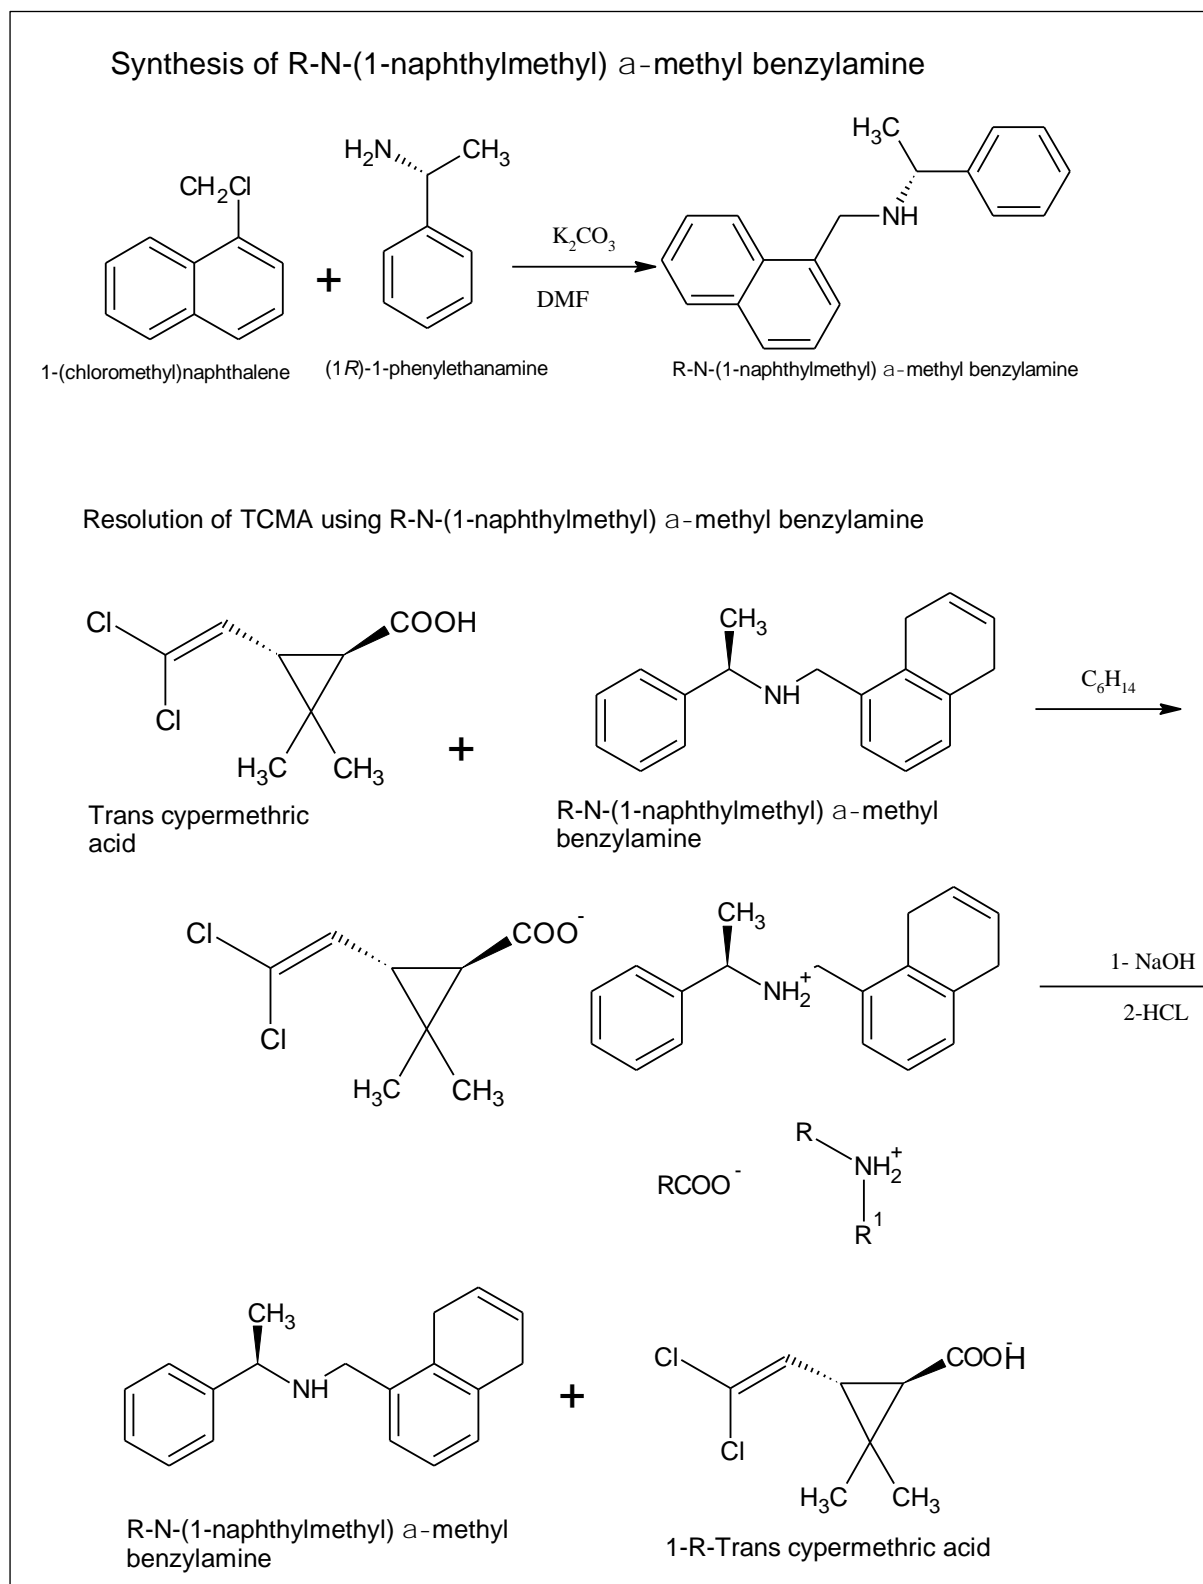 Synthesis of R-N-(1-naphthylmethyl) a-methyl benzylamine
CH2Cl
H2N
CH3
K2CO3
DMF
H3C
NH
+
1-(chloromethyl)naphthalene
(1R)-1-phenylethanamine
R-N-(1-naphthylmethyl) a-methyl benzylamine
Resolution of TCMA using R-N-(1-naphthylmethyl) a-methyl benzylamine
Cl
Cl
COOH
H3C
CH3
+
CH3
NH
C6H14
Trans cypermethric
acid
R-N-(1-naphthylmethyl) a-methyl
benzylamine
Cl
Cl
COO-
H3C
CH3
CH3
NH2+
1- NaOH
2-HCL
RCOO-
R
NH2+
R1
CH3
NH
+
Cl
Cl
COO-H
H3C
CH3
R-N-(1-naphthylmethyl) a-methyl
benzylamine
1-R-Trans cypermethric acid